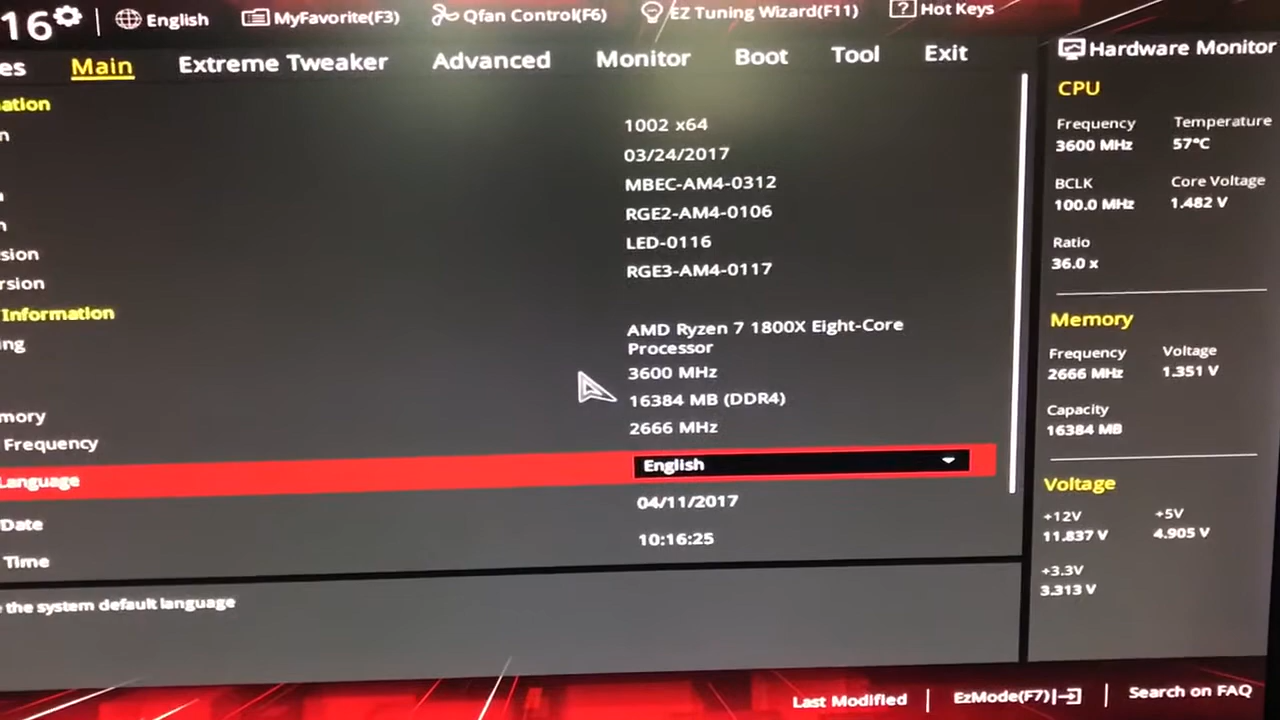 16 English MyFavorite(F3) Qfan Control(F6) EZ Tuning Wizard(F11) ? Hot Keys
es Main Extreme Tweaker Advanced Monitor Boot Tool Exit
Hardware Monitor
ation
n 1002 x64
03/24/2017
MBEC-AM4-0312
n RGE2-AM4-0106
sion LED-0116
rsion RGE3-AM4-0117
Information
ing AMD Ryzen 7 1800X Eight-Core
Processor
3600 MHz
mory 16384 MB (DDR4)
Frequency 2666 MHz
Language English
Date 04/11/2017
Time 10:16:25
the system default language
CPU
Frequency Temperature
3600 MHz 57°C
BCLK Core Voltage
100.0 MHz 1.482 V
Ratio
36.0 x
Memory
Frequency Voltage
2666 MHz 1.351 V
Capacity
16384 MB
Voltage
+12V +5V
11.837 V 4.905 V
+3.3V
3.313 V
Last Modified | EzMode(F7) | Search on FAQ